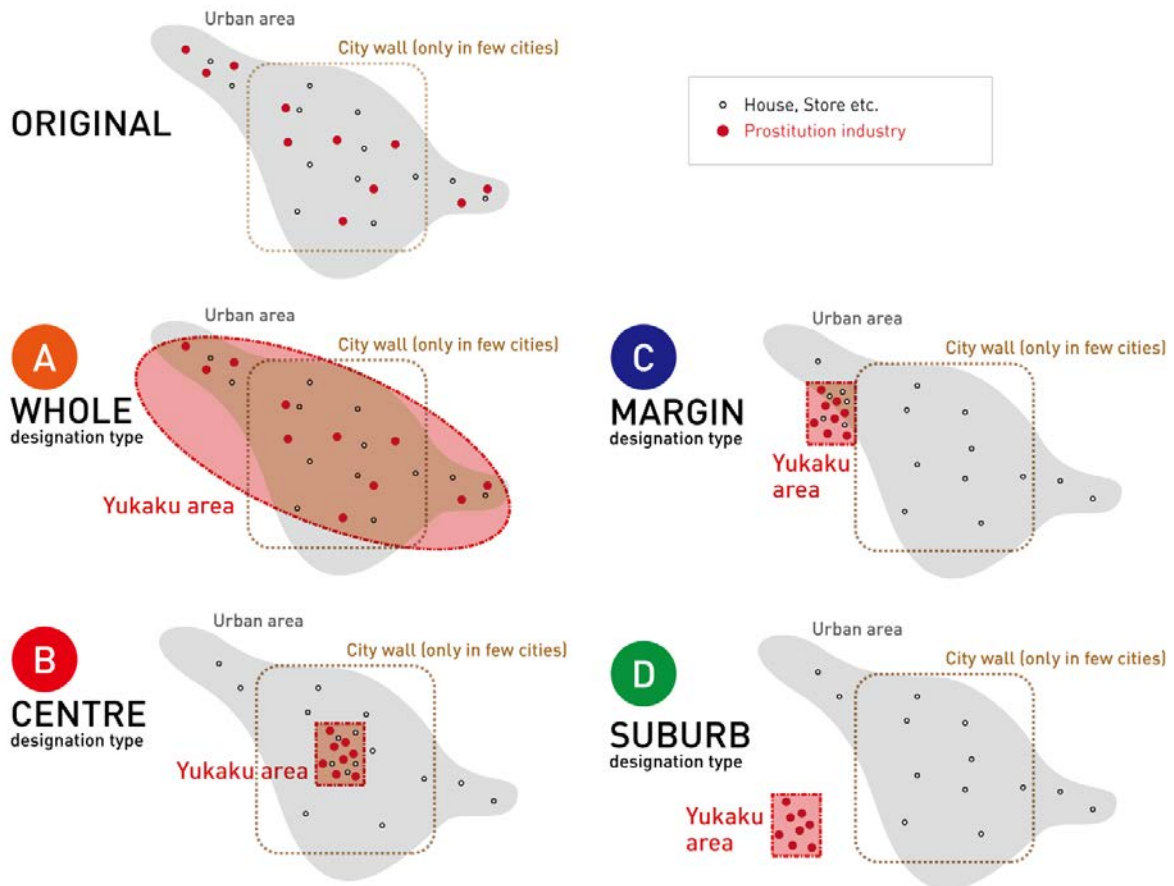 Urban area
City wall (only in few cities)
ORIGINAL
House, Store etc.
Prostitution industry
Urban area
City wall (only in few cities)
A
WHOLE
designation type
Yukaku area
Urban area
City wall (only in few cities)
C
MARGIN
designation type
Yukaku
area
Urban area
City wall (only in few cities)
B
CENTRE
designation type
Yukaku area
Urban area
City wall (only in few cities)
D
SUBURB
designation type
Yukaku
area